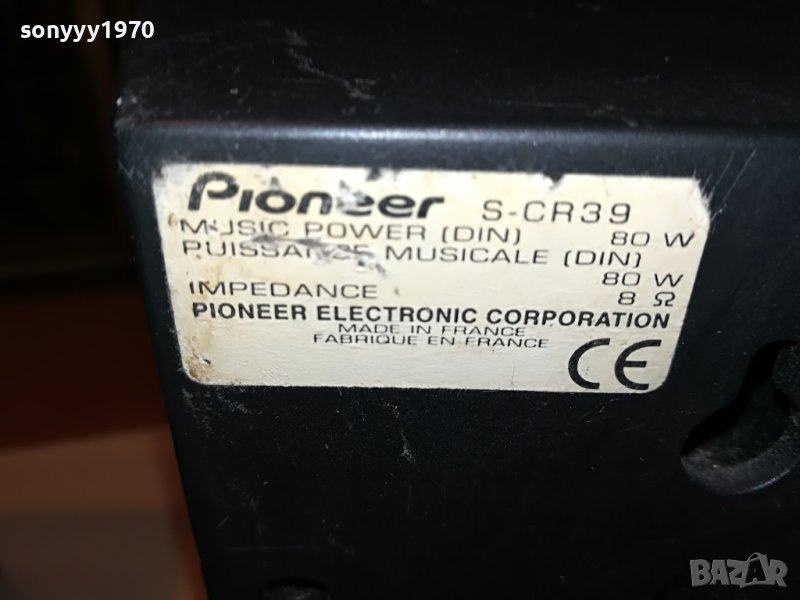 sonyyy1970
Pioneer S-CR39
MUSIC POWER (DIN) 80 W
PUISSANCE MUSICALE (DIN)
80 W
IMPEDANCE 8 Ω
PIONEER ELECTRONIC CORPORATION
MADE IN FRANCE
FABRIQUE EN FRANCE
CE
BAZAR